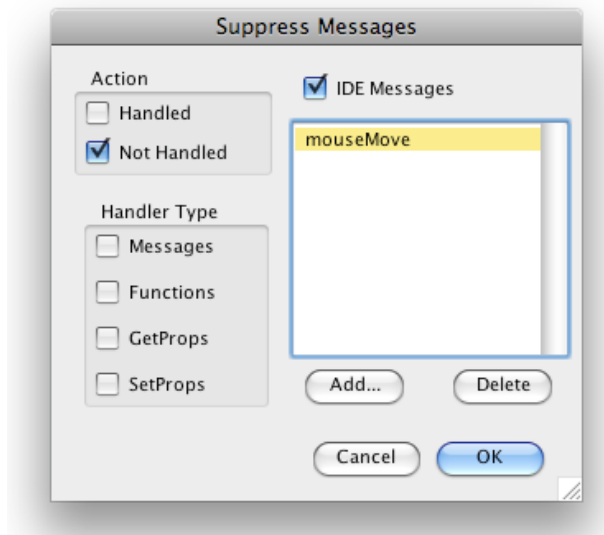 Suppress Messages
Action
Handled
Not Handled
Handler Type
Messages
Functions
GetProps
SetProps
IDE Messages
mouseMove
Add...
Delete
Cancel
OK